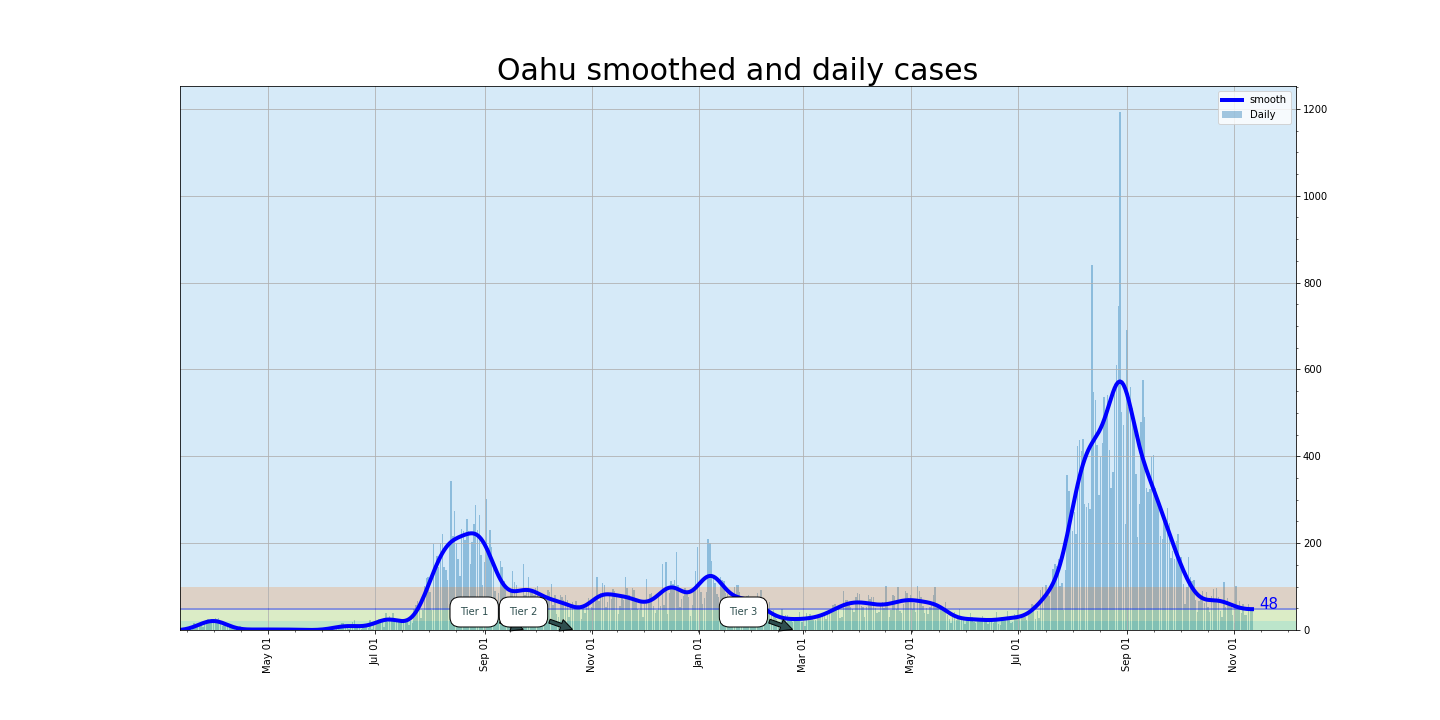 Oahu smoothed and daily cases
smooth
Daily
1200
1000
800
600
400
200
0
48
Tier 1
Tier 2
Tier 3
May 01
Jul 01
Sep 01
Nov 01
Jan 01
Mar 01
May 01
Jul 01
Sep 01
Nov 01